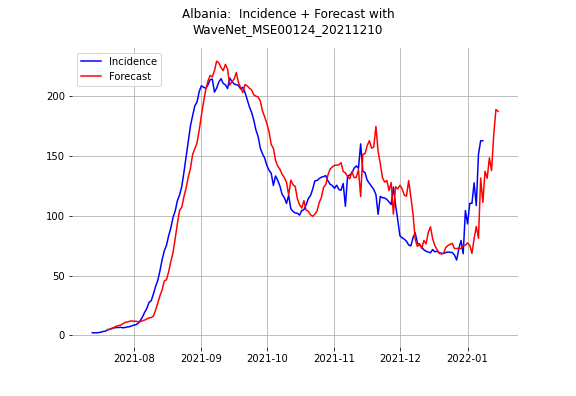 Albania:  Incidence + Forecast with
WaveNet_MSE00124_20211210
Incidence
Forecast
200
150
100
50
0
2021-08
2021-09
2021-10
2021-11
2021-12
2022-01